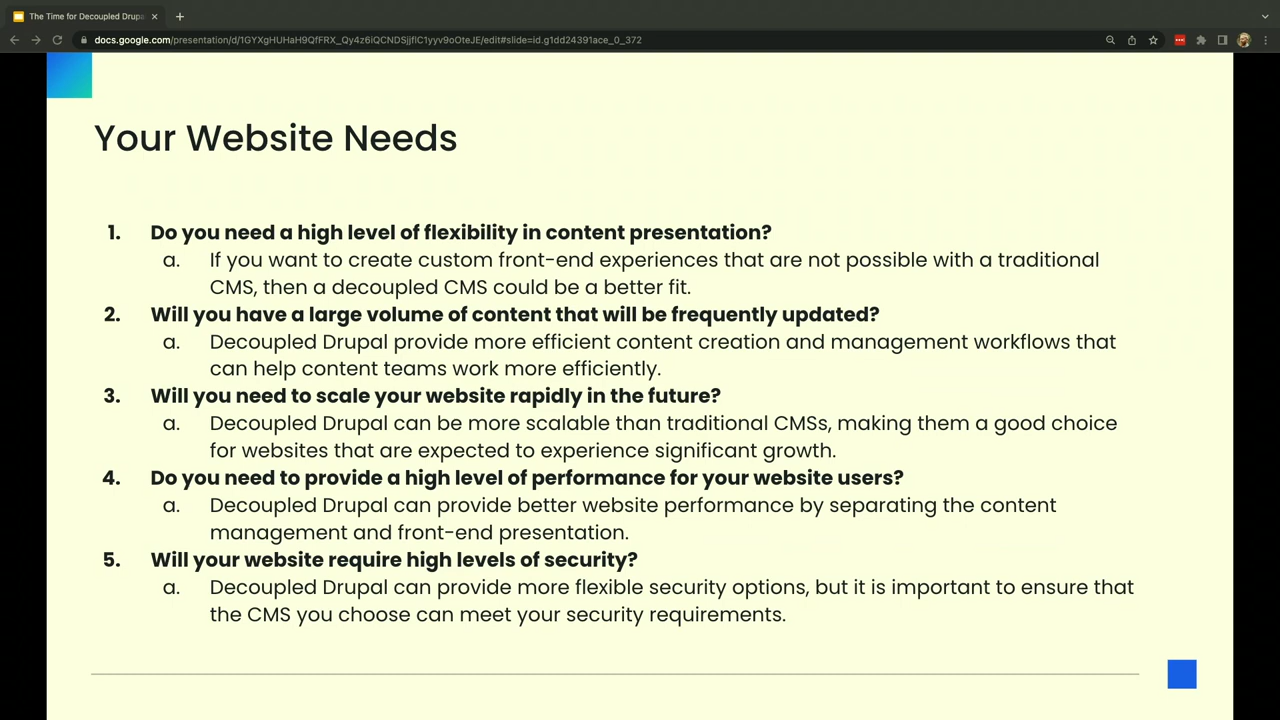 The Time for Decoupled Drupa
docs.google.com/presentation/d/1GYXgHUHaH9QfFRX_Qy4z6iQCNDSjjflC1yyv9oOteJE/edit#slide=id.g1dd24391ace_0_372
Your Website Needs
1. Do you need a high level of flexibility in content presentation?
a. If you want to create custom front-end experiences that are not possible with a traditional
CMS, then a decoupled CMS could be a better fit.
2. Will you have a large volume of content that will be frequently updated?
a. Decoupled Drupal provide more efficient content creation and management workflows that
can help content teams work more efficiently.
3. Will you need to scale your website rapidly in the future?
a. Decoupled Drupal can be more scalable than traditional CMSs, making them a good choice
for websites that are expected to experience significant growth.
4. Do you need to provide a high level of performance for your website users?
a. Decoupled Drupal can provide better website performance by separating the content
management and front-end presentation.
5. Will your website require high levels of security?
a. Decoupled Drupal can provide more flexible security options, but it is important to ensure that
the CMS you choose can meet your security requirements.